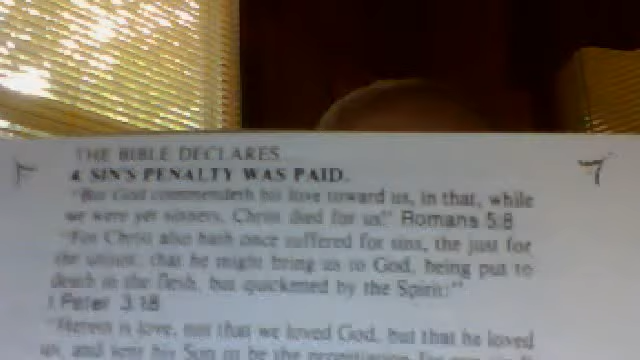 THE BIBLE DECLARES
4. SIN'S PENALTY WAS PAID.
"But God commendeth his love toward us, in that, while
we were yet sinners, Christ died for us." Romans 5:8
"For Christ also hath once suffered for sins, the just for
the unjust, that he might bring us to God, being put to
death in the flesh, but quickened by the Spirit:"
I Peter 3:18
"Herein is love, not that we loved God, but that he loved
us, and sent his Son to be the propitiation